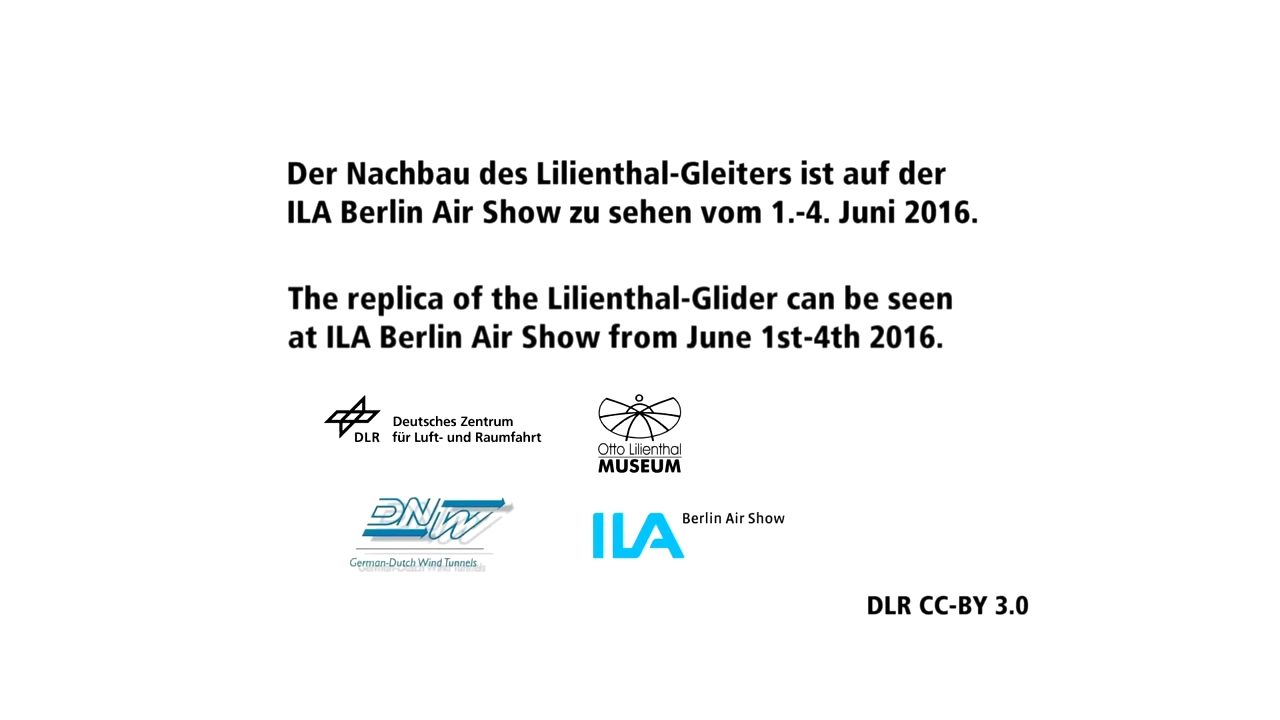 Der Nachbau des Lilienthal-Gleiters ist auf der
ILA Berlin Air Show zu sehen vom 1.-4. Juni 2016.
The replica of the Lilienthal-Glider can be seen
at ILA Berlin Air Show from June 1st-4th 2016.
DLR
Deutsches Zentrum
für Luft- und Raumfahrt
Otto Lilienthal
MUSEUM
DNW
German-Dutch Wind Tunnels
ILA Berlin Air Show
DLR CC-BY 3.0